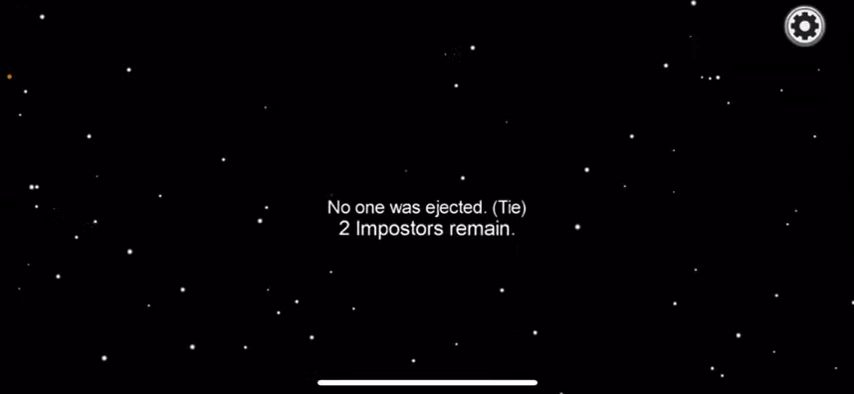 No one was ejected. (Tie)
2 Impostors remain.